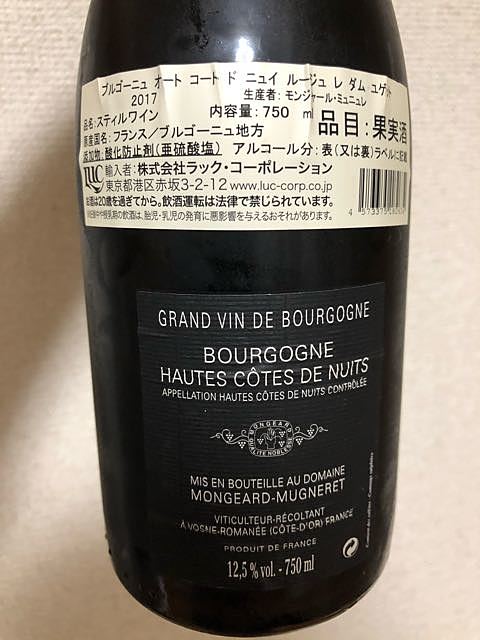 ブルゴーニュ オート コート ド ニュイ ルージュ レ ダム ユゲット
2017 生産者: モンジャール・ミュニュレ
品名: スティルワイン 内容量: 750 ml 品目: 果実酒
原産国名: フランス/ブルゴーニュ地方
添加物: 酸化防止剤(亜硫酸塩) アルコール分: 表(又は裏)ラベルに記載
LUC 輸入者: 株式会社ラック・コーポレーション
東京都港区赤坂3-2-12 www.luc-corp.co.jp
お酒は20歳を過ぎてから。飲酒運転は法律で禁じられています。
妊娠中や授乳期の飲酒は、胎児・乳児の発育に悪影響を与えるおそれがあります。
GRAND VIN DE BOURGOGNE
BOURGOGNE
HAUTES CÔTES DE NUITS
APPELLATION HAUTES CÔTES DE NUITS CONTRÔLÉE
MONGEARD
QUALITE NOBLESSE
MIS EN BOUTEILLE AU DOMAINE
MONGEARD-MUGNERET
VITICULTEUR-RÉCOLTANT
À VOSNE-ROMANÉE (CÔTE-D'OR) FRANCE
PRODUIT DE FRANCE
12,5 % vol. - 750 ml